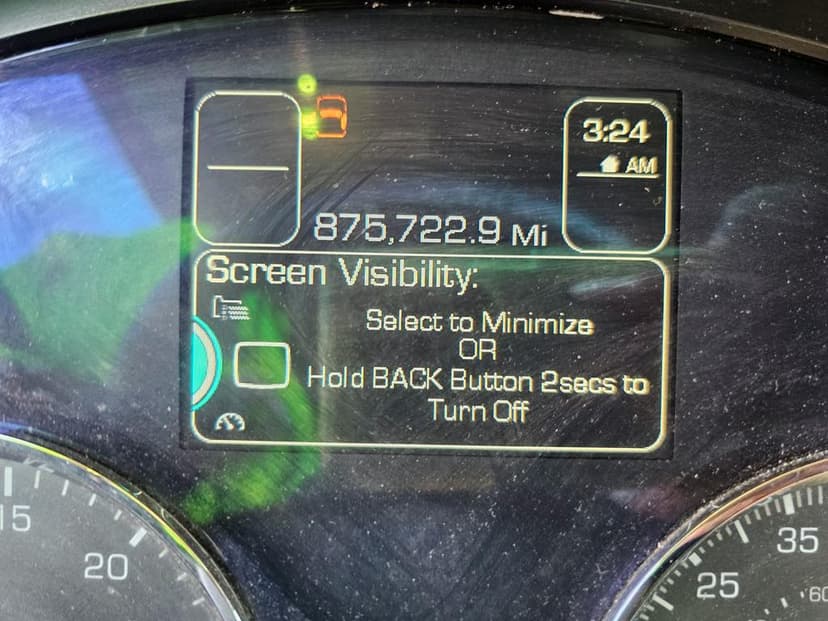 3:24
AM
875,722.9 Mi
Screen Visibility:
Select to Minimize
OR
Hold BACK Button 2secs to
Turn Off
15
20
25
35
60